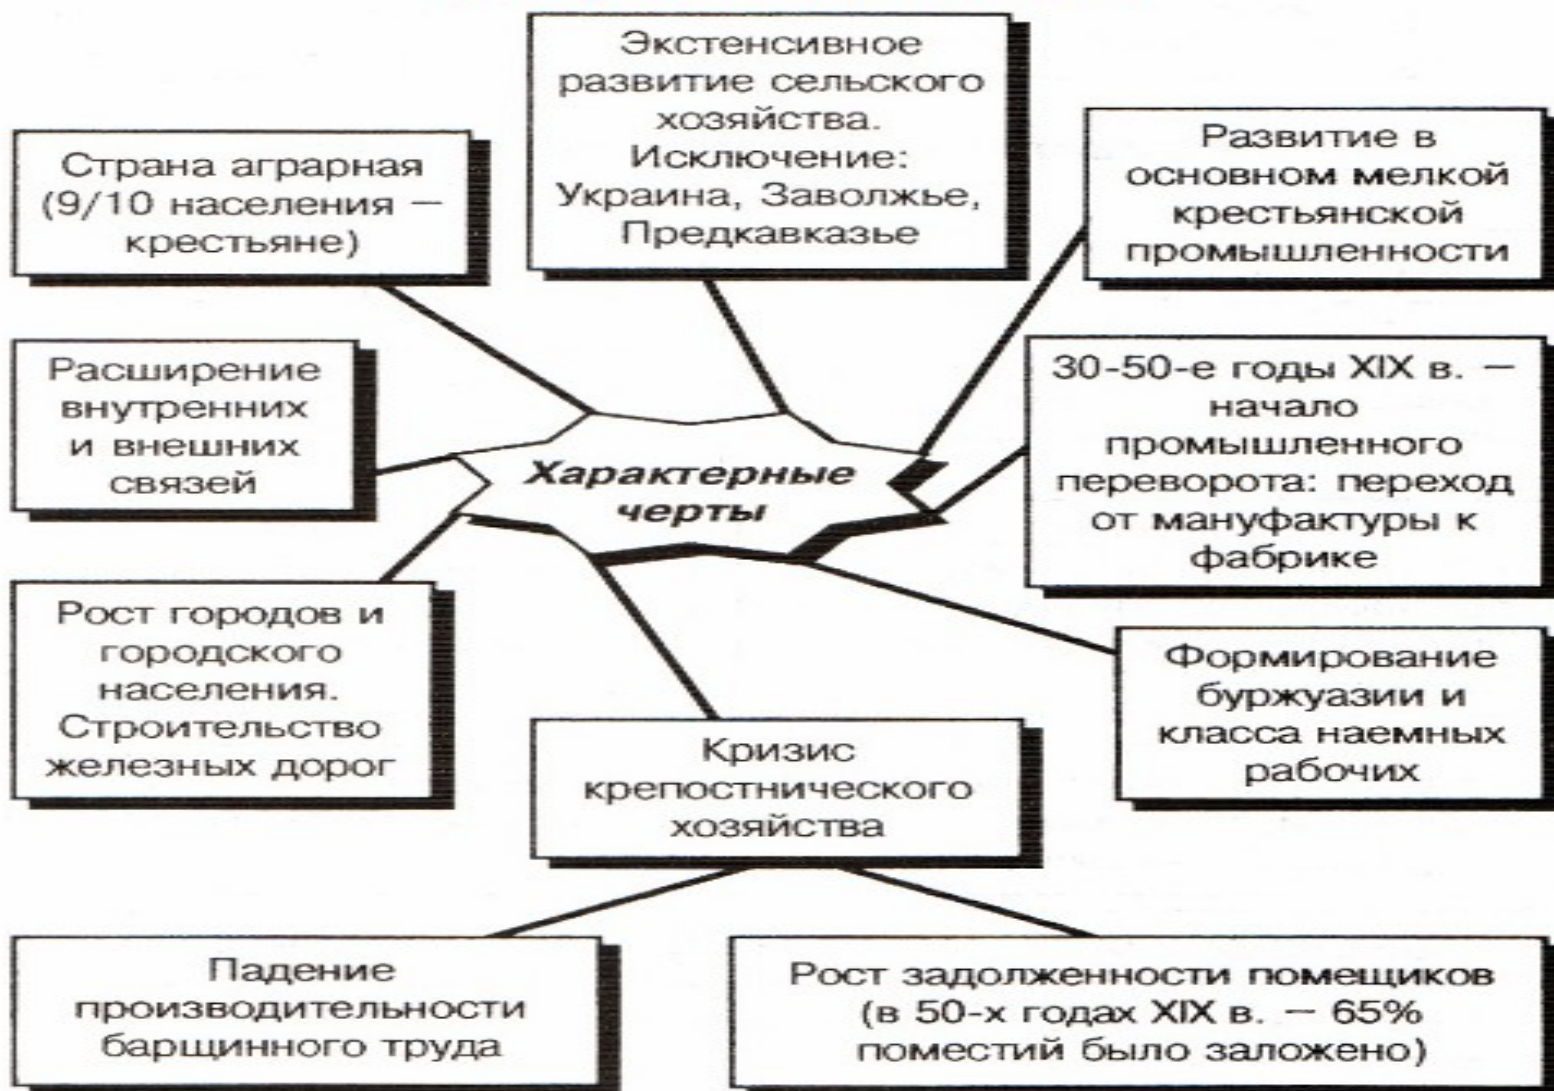 Экстенсивное
развитие сельского
хозяйства.
Исключение:
Украина, Заволжье,
Предкавказье
Страна аграрная
(9/10 населения —
крестьяне)
Развитие в
основном мелкой
крестьянской
промышленности
Расширение
внутренних
и внешних
связей
30-50-е годы XIX в. —
начало
промышленного
переворота: переход
от мануфактуры к
фабрике
Характерные
черты
Рост городов и
городского
населения.
Строительство
железных дорог
Формирование
буржуазии и
класса наемных
рабочих
Кризис
крепостнического
хозяйства
Падение
производительности
барщинного труда
Рост задолженности помещиков
(в 50-х годах XIX в. — 65%
поместий было заложено)